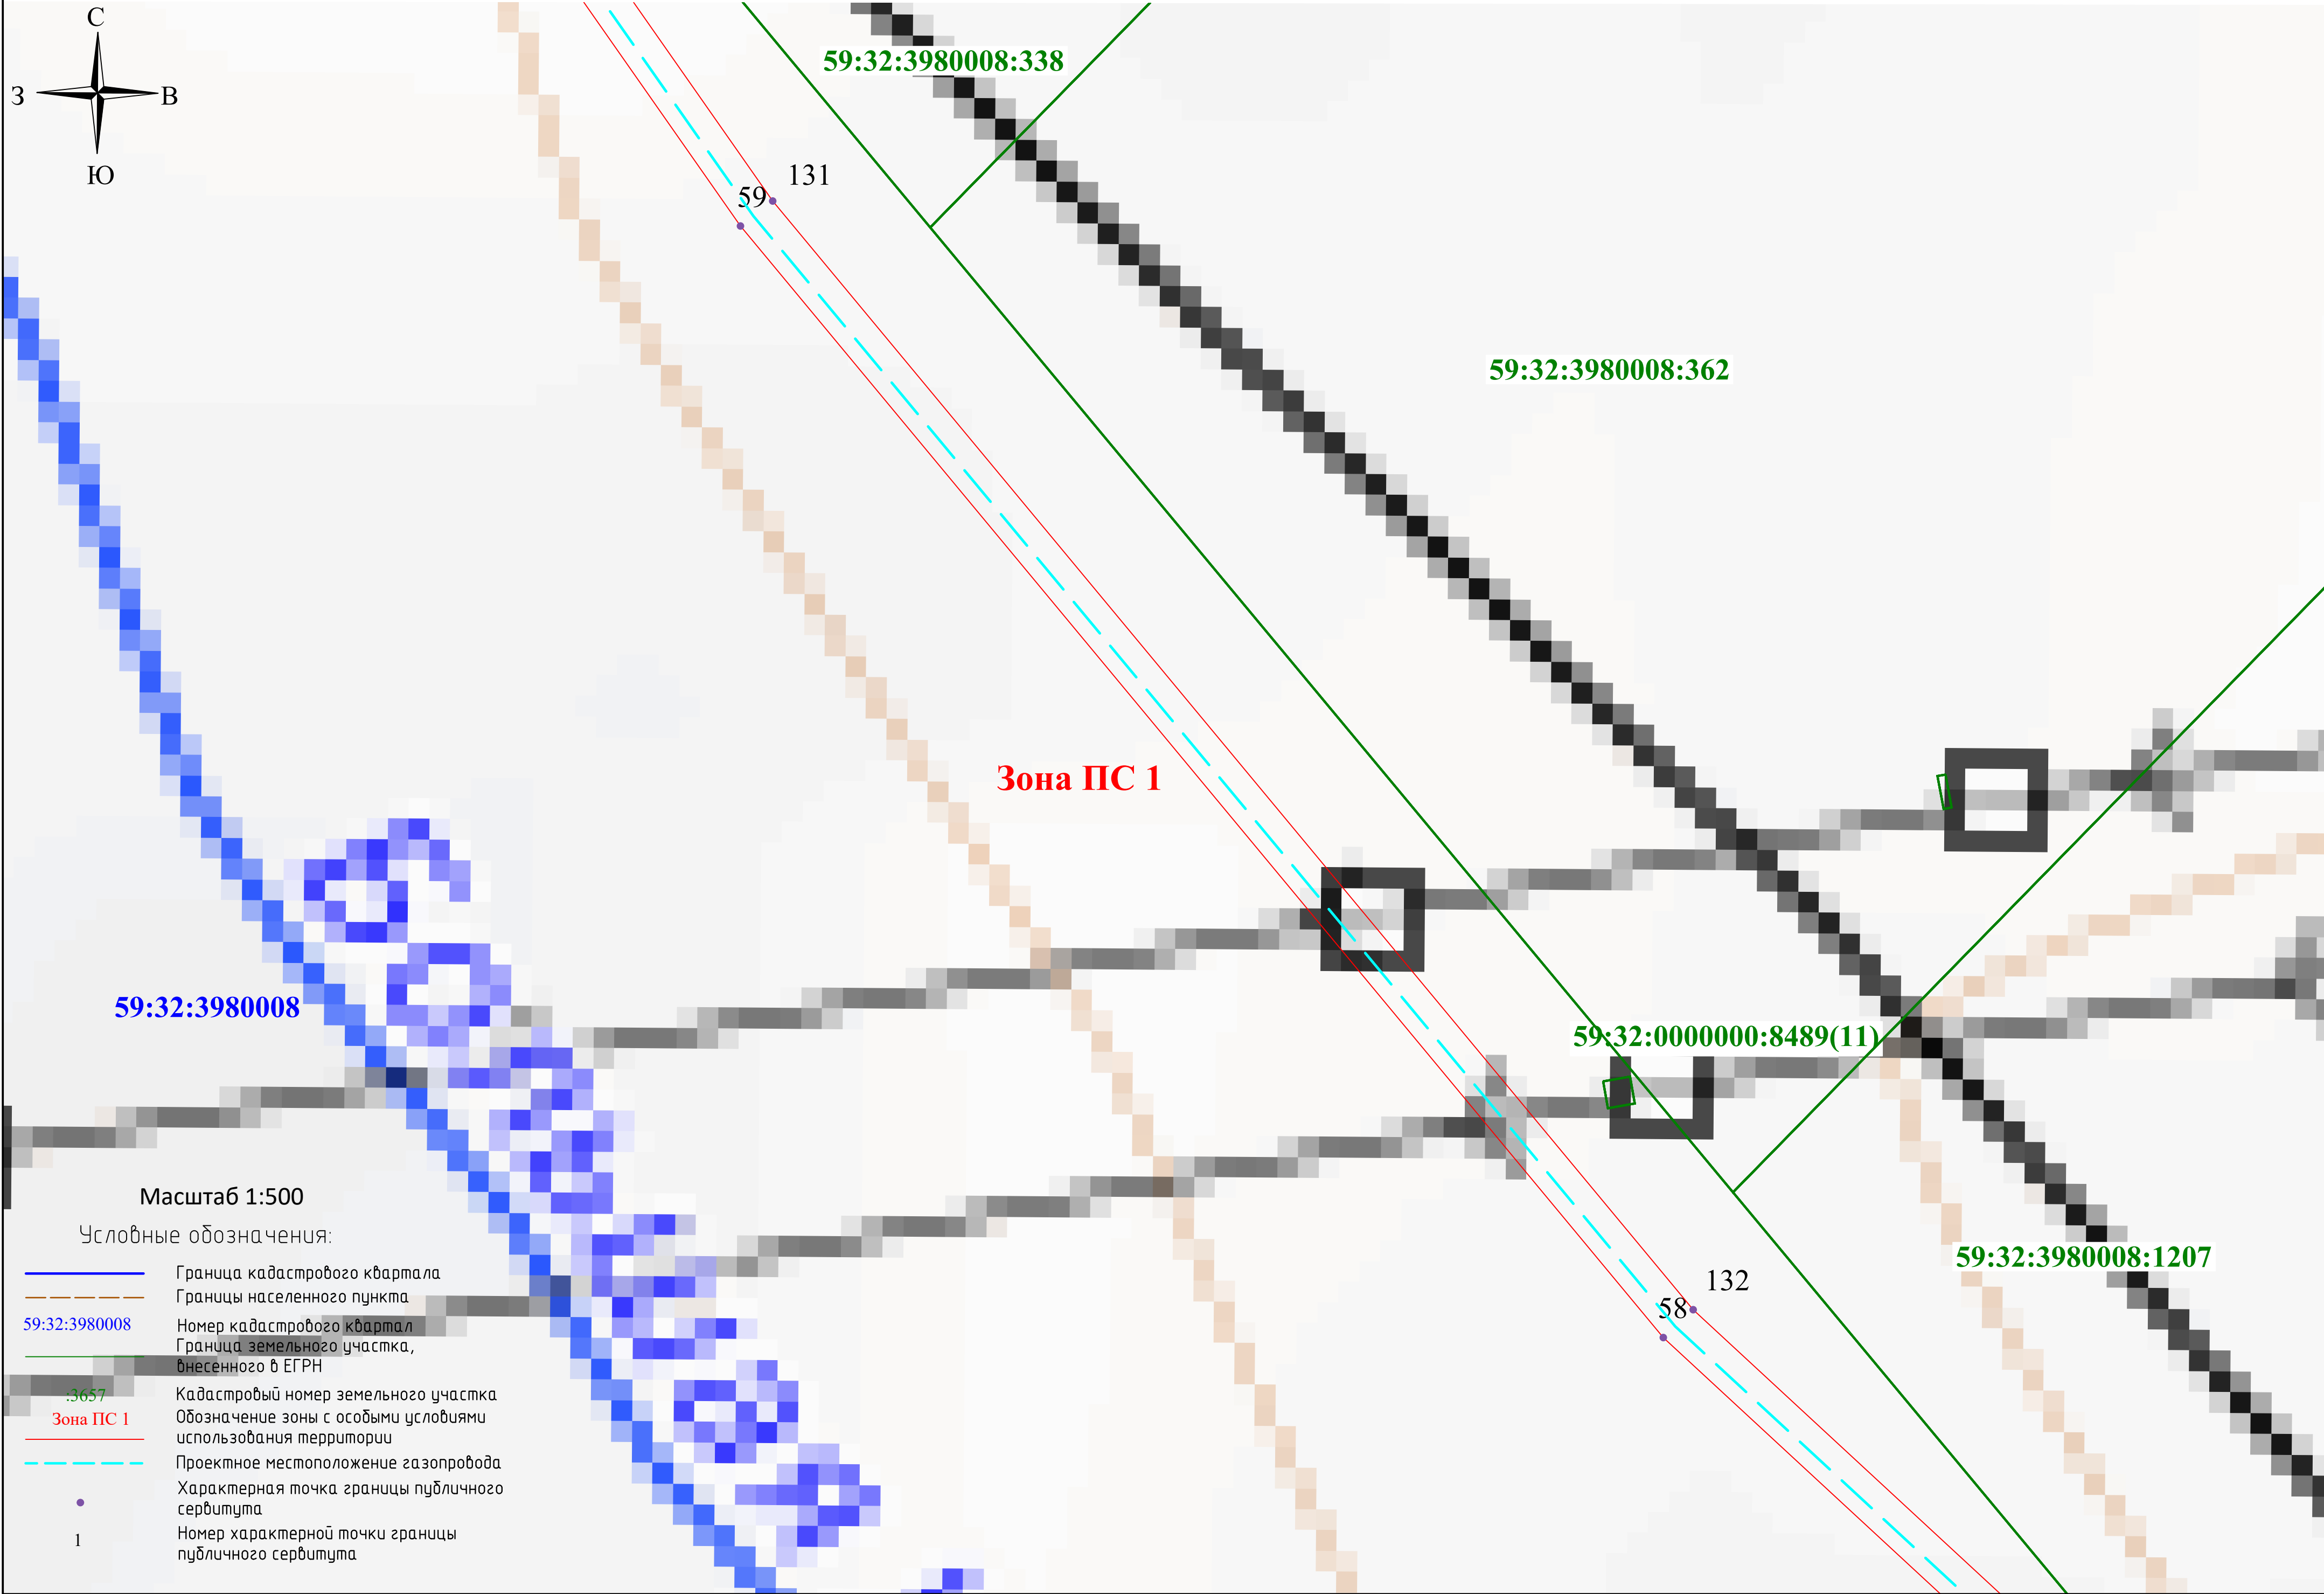 С
З
В
Ю
59:32:3980008:338
131
59
59:32:3980008:362
Зона ПС 1
59:32:3980008
59:32:0000000:8489(11)
59:32:3980008:1207
132
58
Масштаб 1:500
Условные обозначения:
Граница кадастрового квартала
Границы населенного пункта
59:32:3980008
Номер кадастрового квартал
Граница земельного участка,
внесенного в ЕГРН
:3657
Кадастровый номер земельного участка
Зона ПС 1
Обозначение зоны с особыми условиями
использования территории
Проектное местоположение газопровода
Характерная точка границы публичного
сервитута
1
Номер характерной точки границы
публичного сервитута